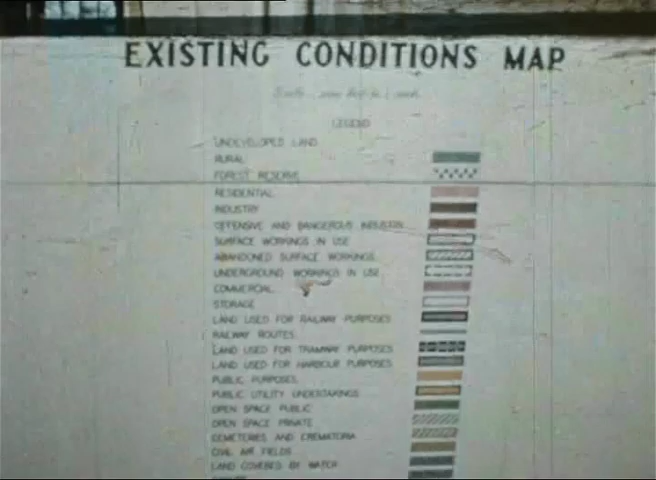 EXISTING CONDITIONS MAP
LEGEND
UNDEVELOPED LAND
RURAL
FOREST RESERVE
RESIDENTIAL
INDUSTRY
OFFENSIVE AND DANGEROUS INDUSTRY
SURFACE WORKINGS IN USE
ABANDONED SURFACE WORKINGS
UNDERGROUND WORKINGS IN USE
COMMERCIAL
STORAGE
LAND USED FOR RAILWAY PURPOSES
RAILWAY ROUTES
LAND USED FOR TRAMWAY PURPOSES
LAND USED FOR HARBOUR PURPOSES
PUBLIC PURPOSES
PUBLIC UTILITY UNDERTAKINGS
OPEN SPACE PUBLIC
OPEN SPACE PRIVATE
CEMETERIES AND CREMATORIA
CIVIL AIR FIELDS
LAND COVERED BY WATER